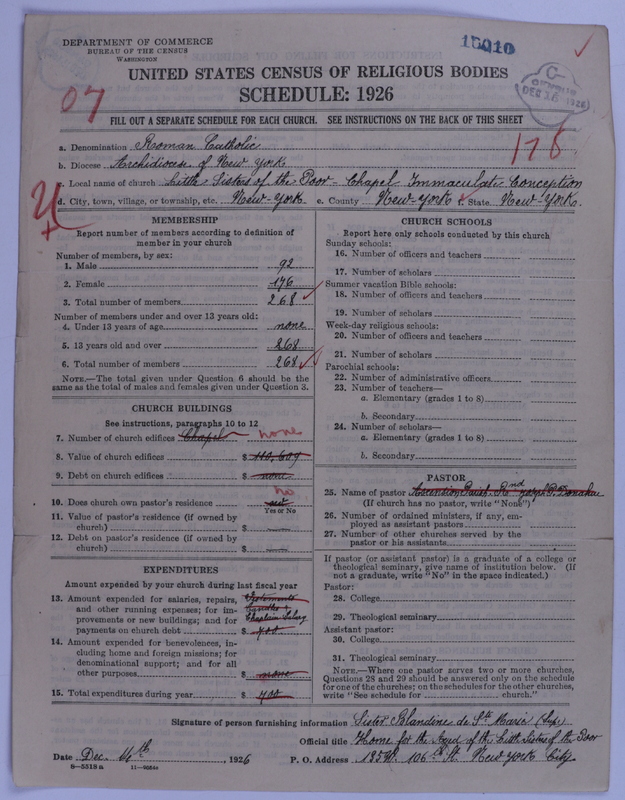 DEPARTMENT OF COMMERCE
BUREAU OF THE CENSUS
WASHINGTON
15010
UNITED STATES CENSUS OF RELIGIOUS BODIES
SCHEDULE: 1926
C-
DEC 16 1926
07
FILL OUT A SEPARATE SCHEDULE FOR EACH CHURCH. SEE INSTRUCTIONS ON THE BACK OF THIS SHEET
a. Denomination Roman Catholic
178
b. Diocese Archidiocese of New York
c. Local name of church Little Sisters of the Poor - Chapel Immaculate Conception
d. City, town, village, or township, etc. New-York e. County New-York State New-York.
MEMBERSHIP
Report number of members according to definition of member in your church
Number of members, by sex:
1. Male 92
2. Female 176
3. Total number of members 268
Number of members under and over 13 years old:
4. Under 13 years of age none
5. 13 years old and over 268
6. Total number of members 268
NOTE.—The total given under Question 6 should be the same as the total of males and females given under Question 3.
CHURCH BUILDINGS
See instructions, paragraphs 10 to 12
7. Number of church edifices Chapel none
8. Value of church edifices $ 110,609
9. Debt on church edifices $ none
10. Does church own pastor's residence no
Yes or No
11. Value of pastor's residence (if owned by church) $
12. Debt on pastor's residence (if owned by church) $
EXPENDITURES
Amount expended by your church during last fiscal year
13. Amount expended for salaries, repairs, and other running expenses; for improvements or new buildings; and for payments on church debt Vestments Candles & Chaplain Salary $ 700
14. Amount expended for benevolences, including home and foreign missions; for denominational support; and for all other purposes $ none
15. Total expenditures during year $ 700
CHURCH SCHOOLS
Report here only schools conducted by this church
Sunday schools:
16. Number of officers and teachers
17. Number of scholars
Summer vacation Bible schools:
18. Number of officers and teachers
19. Number of scholars
Week-day religious schools:
20. Number of officers and teachers
21. Number of scholars
Parochial schools:
22. Number of administrative officers
23. Number of teachers—
a. Elementary (grades 1 to 8)
b. Secondary
24. Number of scholars—
a. Elementary (grades 1 to 8)
b. Secondary
PASTOR
25. Name of pastor Ascension Parish. Rnd Joseph P. Donahue
(If church has no pastor, write "None")
26. Number of ordained ministers, if any, employed as assistant pastors
27. Number of other churches served by the pastor or his assistants
If pastor (or assistant pastor) is a graduate of a college or theological seminary, give name of institution below. (If not a graduate, write "No" in the space indicated.)
Pastor:
28. College
29. Theological seminary
Assistant pastor:
30. College
31. Theological seminary
NOTE.—Where one pastor serves two or more churches, Questions 28 and 29 should be answered only on the schedule for one of the churches; on the schedules for the other churches, write "See schedule for church."
Signature of person furnishing information Sister Blandine de Ste Marie (Sup)
Official title Home for the Aged of the Little Sisters of the Poor
Date Dec. 4th, 1926 P. O. Address 135 W. 106th St. New York City.
8-5518 a